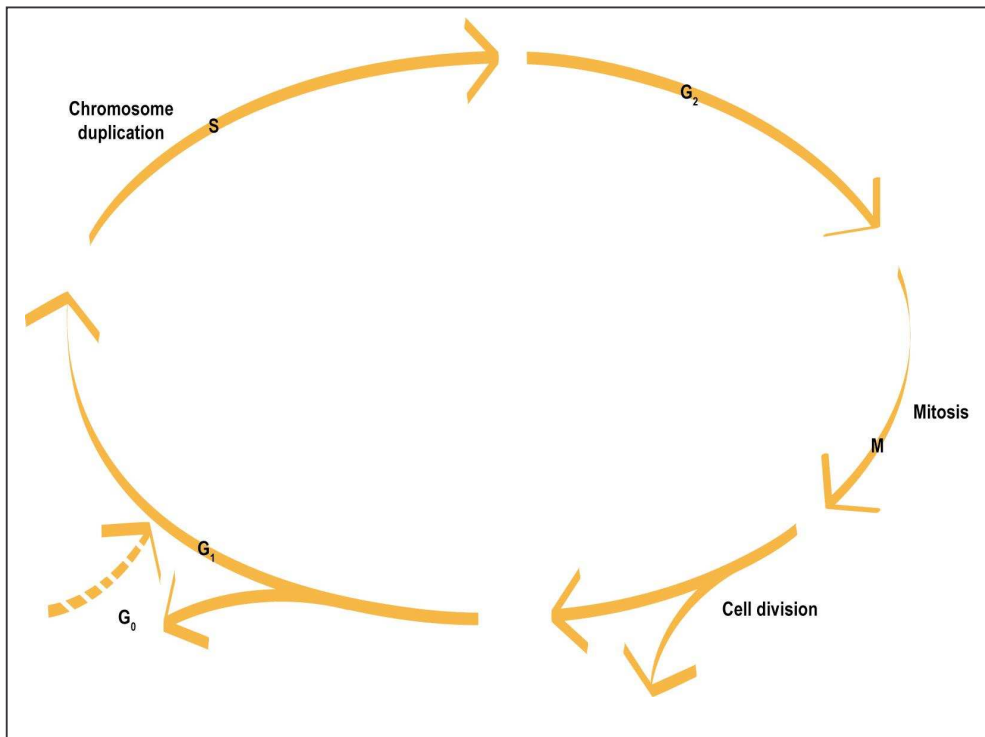 Chromosome
duplication
S
G₂
Mitosis
M
G₁
G₀
Cell division